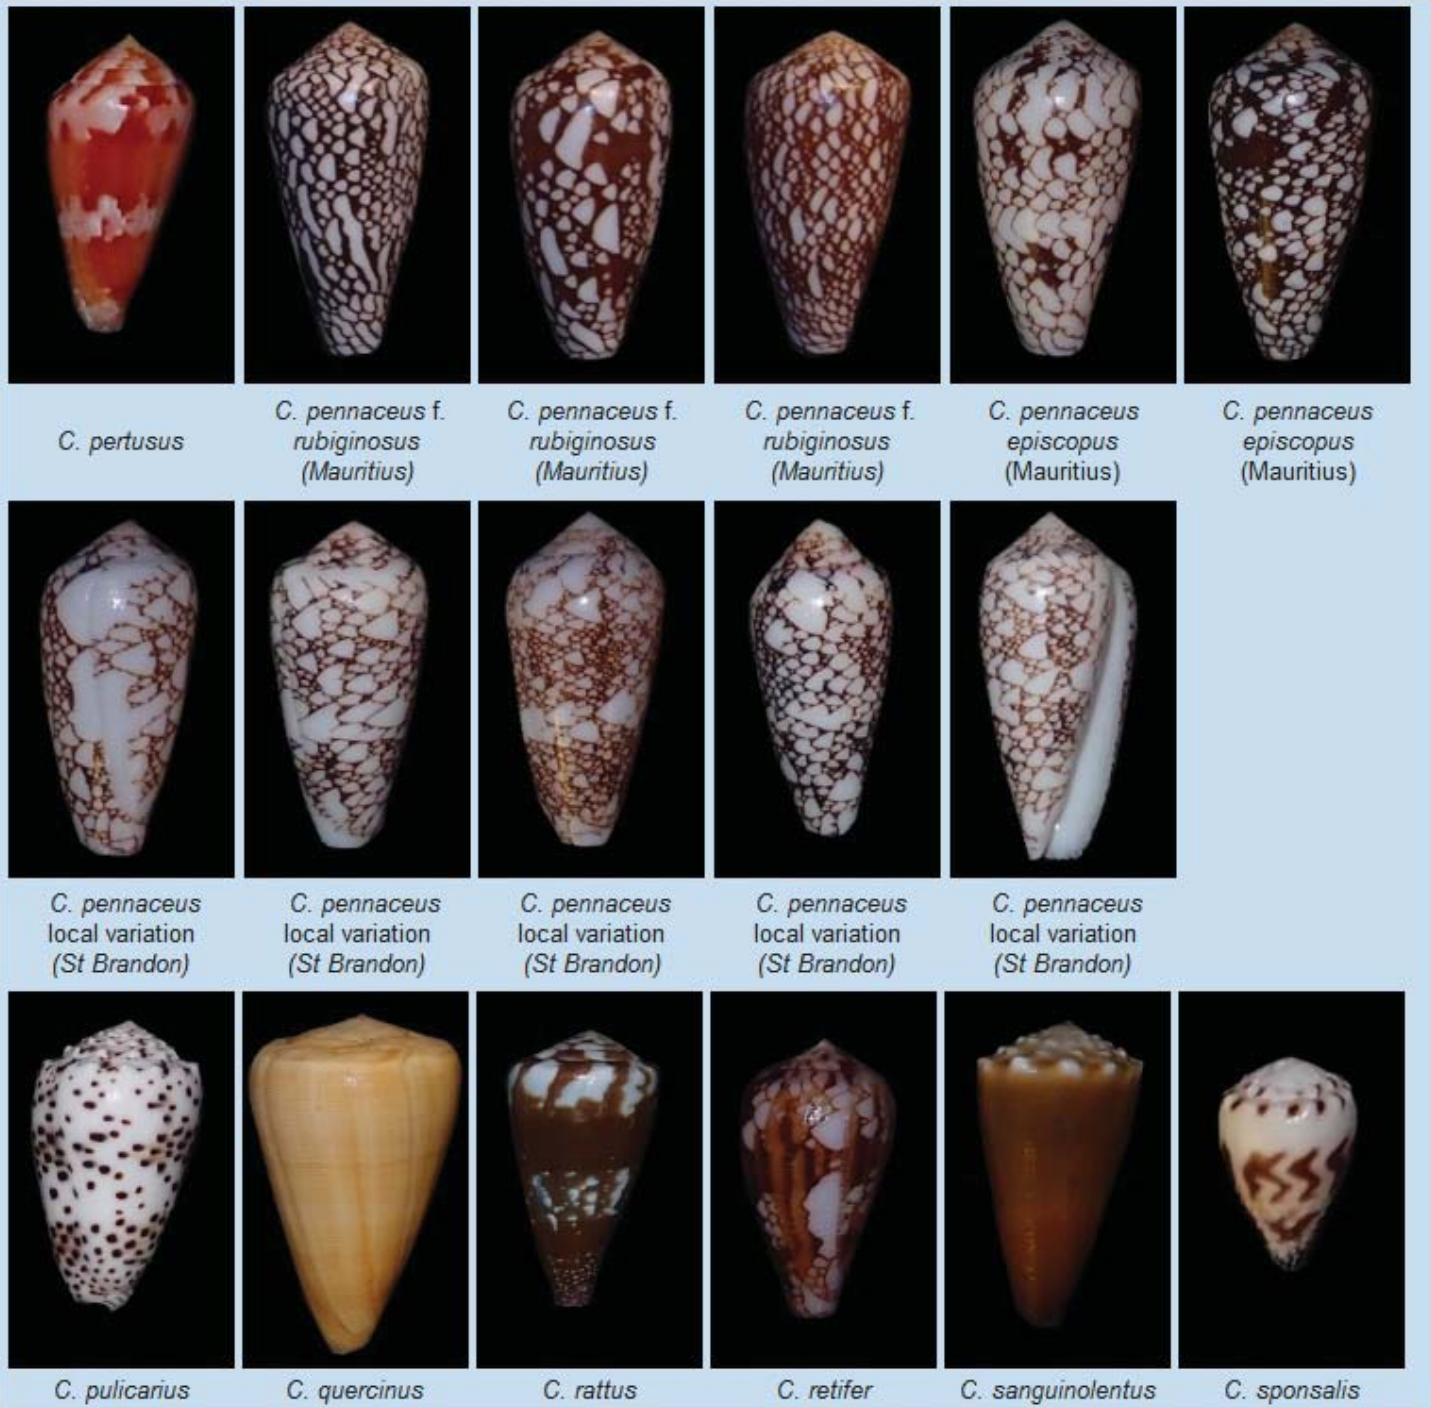 C. pertusus
C. pennaceus f.
rubiginosus
(Mauritius)
C. pennaceus f.
rubiginosus
(Mauritius)
C. pennaceus f.
rubiginosus
(Mauritius)
C. pennaceus
episcopus
(Mauritius)
C. pennaceus
episcopus
(Mauritius)
C. pennaceus
local variation
(St Brandon)
C. pennaceus
local variation
(St Brandon)
C. pennaceus
local variation
(St Brandon)
C. pennaceus
local variation
(St Brandon)
C. pennaceus
local variation
(St Brandon)
C. pulicarius
C. quercinus
C. rattus
C. retifer
C. sanguinolentus
C. sponsalis